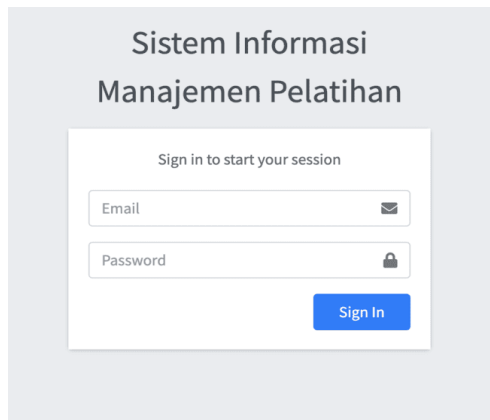 Sistem Informasi
Manajemen Pelatihan
Sign in to start your session
Email
Password
Sign In